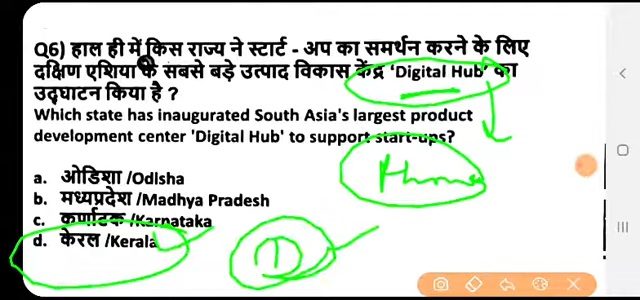 Q6) हाल ही में किस राज्य ने स्टार्ट - अप का समर्थन करने के लिए
दक्षिण एशिया के सबसे बड़े उत्पाद विकास केंद्र 'Digital Hub' का
उद्घाटन किया है ?
Which state has inaugurated South Asia's largest product
development center 'Digital Hub' to support start-ups?
a. ओडिशा /Odisha
b. मध्यप्रदेश /Madhya Pradesh
c. कर्णाटक /Karnataka
d. केरल /Kerala
D